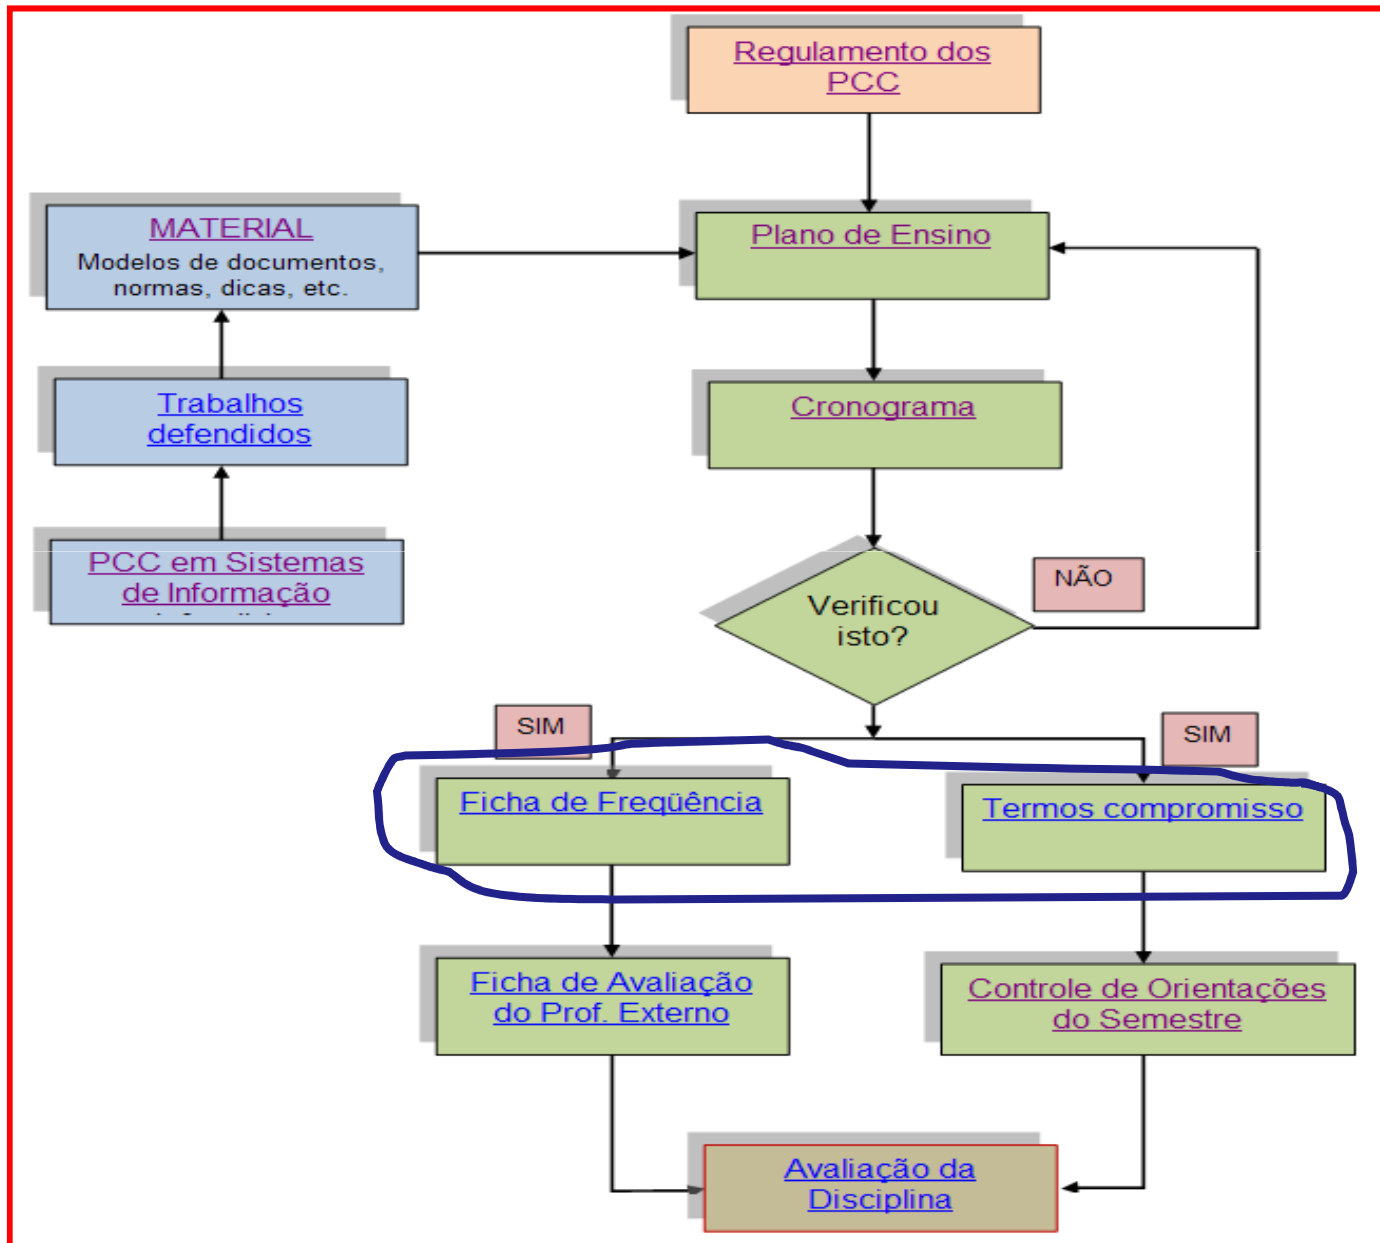 Regulamento dos
PCC
MATERIAL
Modelos de documentos,
normas, dicas, etc.
Plano de Ensino
Trabalhos
defendidos
Cronograma
PCC em Sistemas
de Informação
NÃO
Verificou
isto?
SIM
SIM
Ficha de Freqüência
Termos compromisso
Ficha de Avaliação
do Prof. Externo
Controle de Orientações
do Semestre
Avaliação da
Disciplina